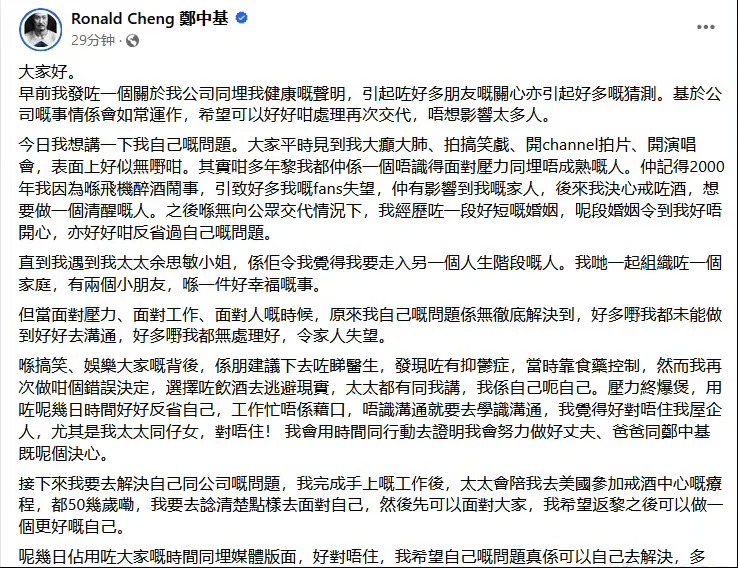 Ronald Cheng 鄭中基
29分钟
大家好。
早前我發咗一個關於我公司同埋我健康嘅聲明，引起咗好多朋友嘅關心亦引起好多嘅猜測。基於公
司嘅事情係會如常運作，希望可以好好咁處理再次交代，唔想影響太多人。
今日我想講一下我自己嘅問題。大家平時見到我大癲大肺、拍搞笑戲、開channel拍片、開演唱
會，表面上好似無嘢咁。其實咁多年黎我都仲係一個唔識得面對壓力同埋唔成熟嘅人。仲記得2000
年我因為喺飛機醉酒鬧事，引致好多我嘅fans失望，仲有影響到我嘅家人，後來我決心戒咗酒，想
要做一個清醒嘅人。之後喺無向公眾交代情況下，我經歷咗一段好短嘅婚姻，呢段婚姻令到我好唔
開心，亦好好咁反省過自己嘅問題。
直到我遇到我太太余思敏小姐，係佢令我覺得我要走入另一個人生階段嘅人。我哋一起組織咗一個
家庭，有兩個小朋友，喺一件好幸福嘅事。
但當面對壓力、面對工作、面對人嘅時候，原來我自己嘅問題係無徹底解決到，好多嘢我都未能做
到好好去溝通，好多嘢我都無處理好，令家人失望。
喺搞笑、娛樂大家嘅背後，係朋建議下去咗睇醫生，發現咗有抑鬱症，當時靠食藥控制，然而我再
次做咁個錯誤決定，選擇咗飲酒去逃避現實，太太都有同我講，我係自己呃自己。壓力終爆煲，用
咗呢幾日時間好好反省自己，工作忙唔係藉口，唔識溝通就要去學識溝通，我覺得好對唔住我屋企
人，尤其是我太太同仔女，對唔住！ 我會用時間同行動去證明我會努力做好丈夫、爸爸同鄭中基
既呢個決心。
接下來我要去解決自己同公司嘅問題，我完成手上嘅工作後，太太會陪我去美國參加戒酒中心嘅療
程，都50幾歲嘞，我要去諗清楚點樣去面對自己，然後先可以面對大家，我希望返黎之後可以做一
個更好嘅自己。
呢幾日佔用咗大家嘅時間同埋媒體版面，好對唔住，我希望自己嘅問題真係可以自己去解決，多